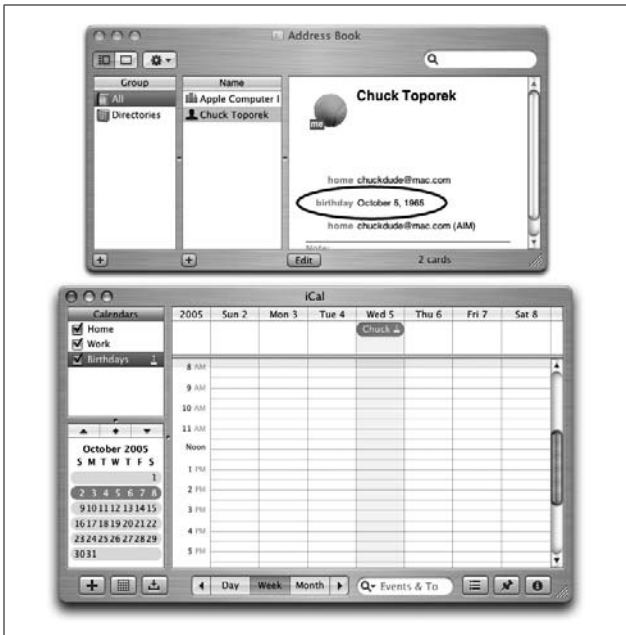 Address Book
Group
Name
All
Directories
Apple Computer I
Chuck Toporek
Chuck Toporek
me
home chuckdude@mac.com
birthday October 5, 1965
home chuckdude@mac.com (AIM)
Note:
Edit
2 cards
iCal
Calendars
Home
Work
Birthdays
2005 Sun 2 Mon 3 Tue 4 Wed 5 Thu 6 Fri 7 Sat 8
Chuck
8 AM
9 AM
10 AM
11 AM
Noon
1 PM
2 PM
3 PM
4 PM
5 PM
October 2005
S M T W T F S
1
2 3 4 5 6 7 8
9 10 11 12 13 14 15
16 17 18 19 20 21 22
23 24 25 26 27 28 29
30 31
Day Week Month
Events & To